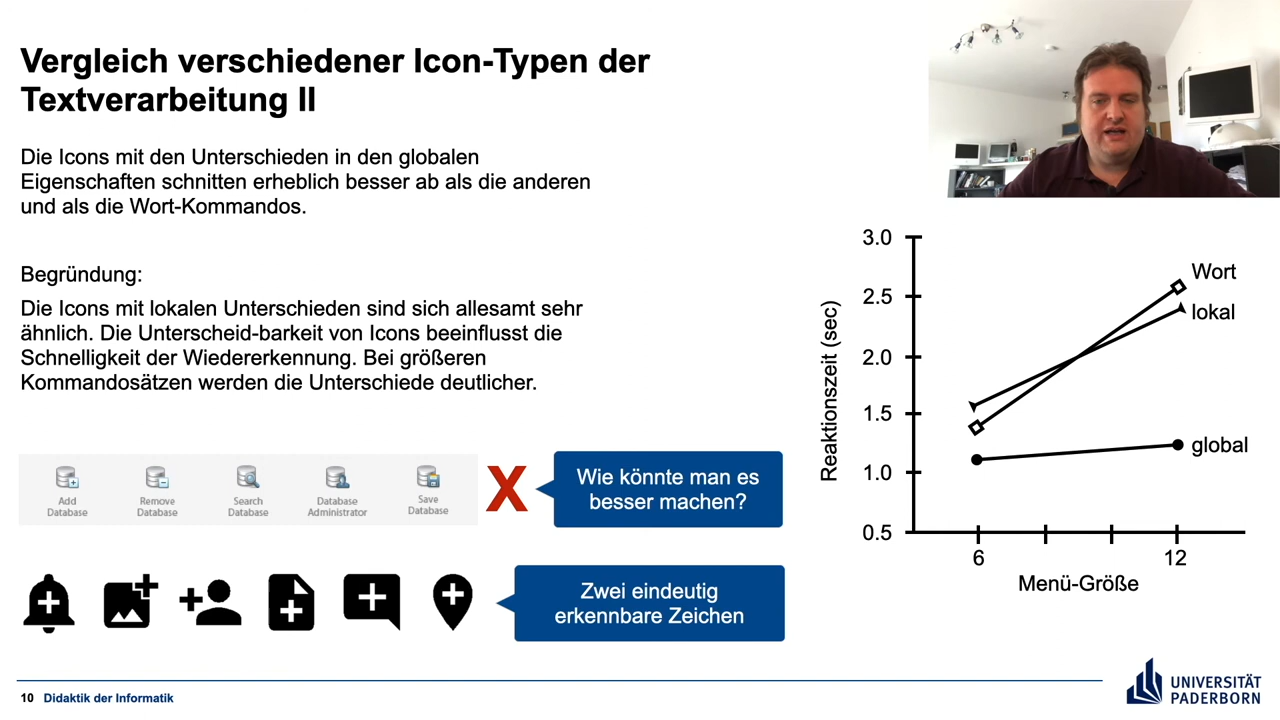 Vergleich verschiedener Icon-Typen der
Textverarbeitung II
Die Icons mit den Unterschieden in den globalen
Eigenschaften schnitten erheblich besser ab als die anderen
und als die Wort-Kommandos.
Begründung:
Die Icons mit lokalen Unterschieden sind sich allesamt sehr
ähnlich. Die Unterscheid-barkeit von Icons beeinflusst die
Schnelligkeit der Wiedererkennung. Bei größeren
Kommandosätzen werden die Unterschiede deutlicher.
Add
Database
Remove
Database
Search
Database
Database
Administrator
Save
Database
X
Wie könnte man es
besser machen?
Zwei eindeutig
erkennbare Zeichen
Reaktionszeit (sec)
3.0
2.5
2.0
1.5
1.0
0.5
Wort
lokal
global
6
12
Menü-Größe
10 Didaktik der Informatik
UNIVERSITÄT
PADERBORN